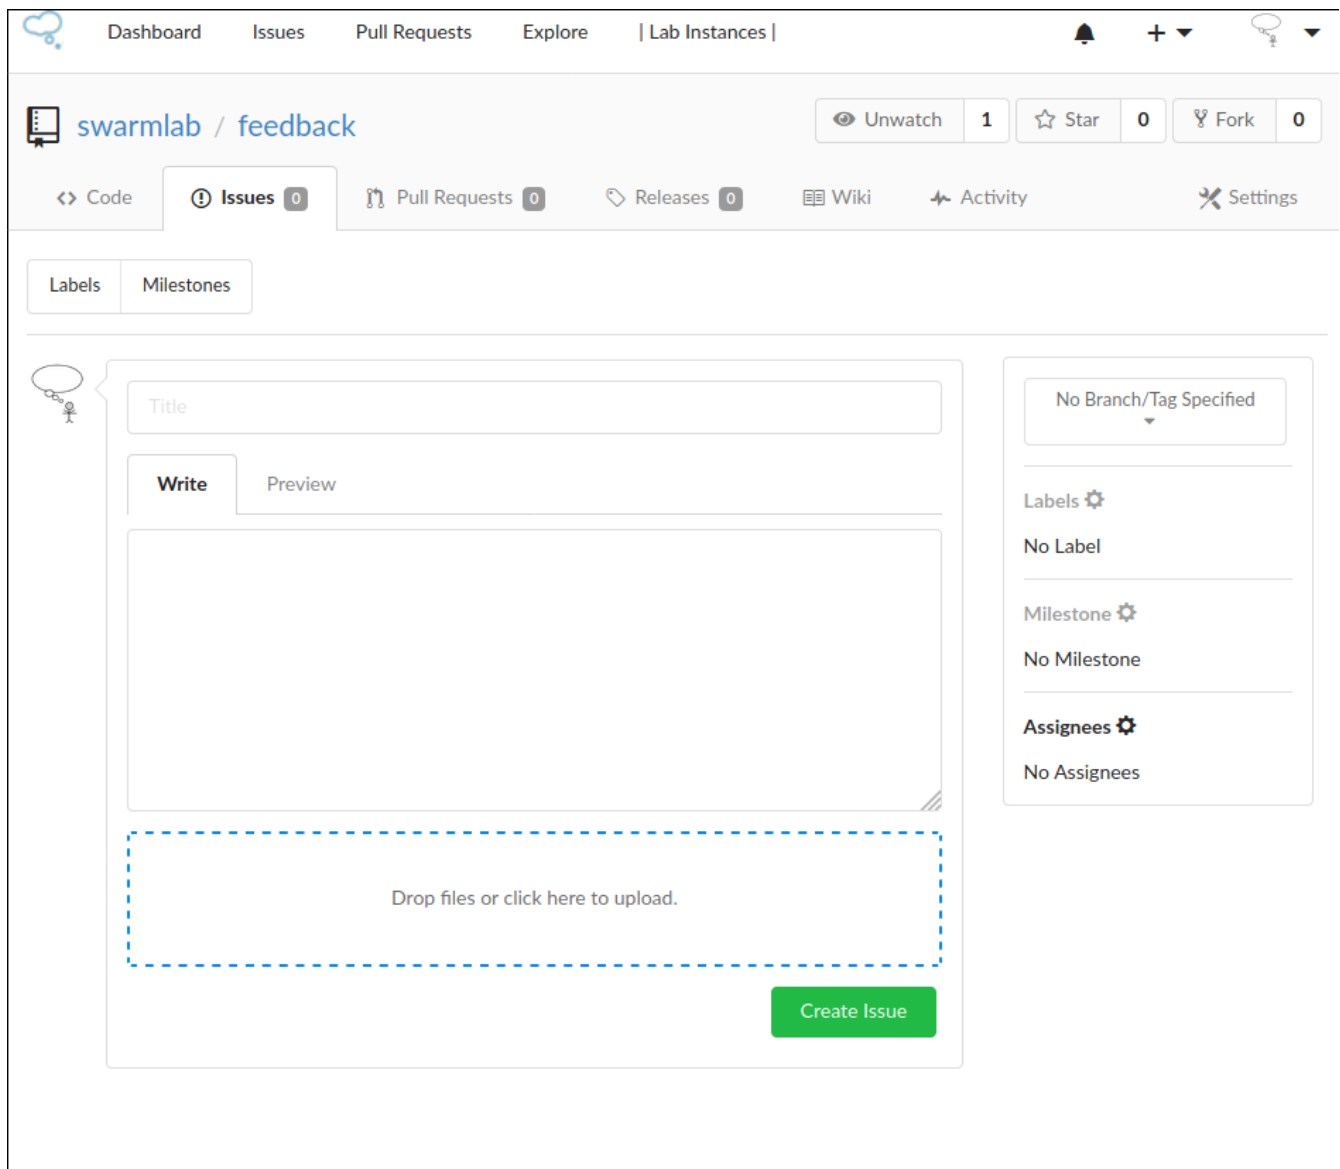 Dashboard Issues Pull Requests Explore | Lab Instances |
swarmlab / feedback Unwatch 1 Star 0 Fork 0
Code Issues 0 Pull Requests 0 Releases 0 Wiki Activity Settings
Labels Milestones
Title
Write Preview
Drop files or click here to upload.
Create Issue
No Branch/Tag Specified
Labels
No Label
Milestone
No Milestone
Assignees
No Assignees